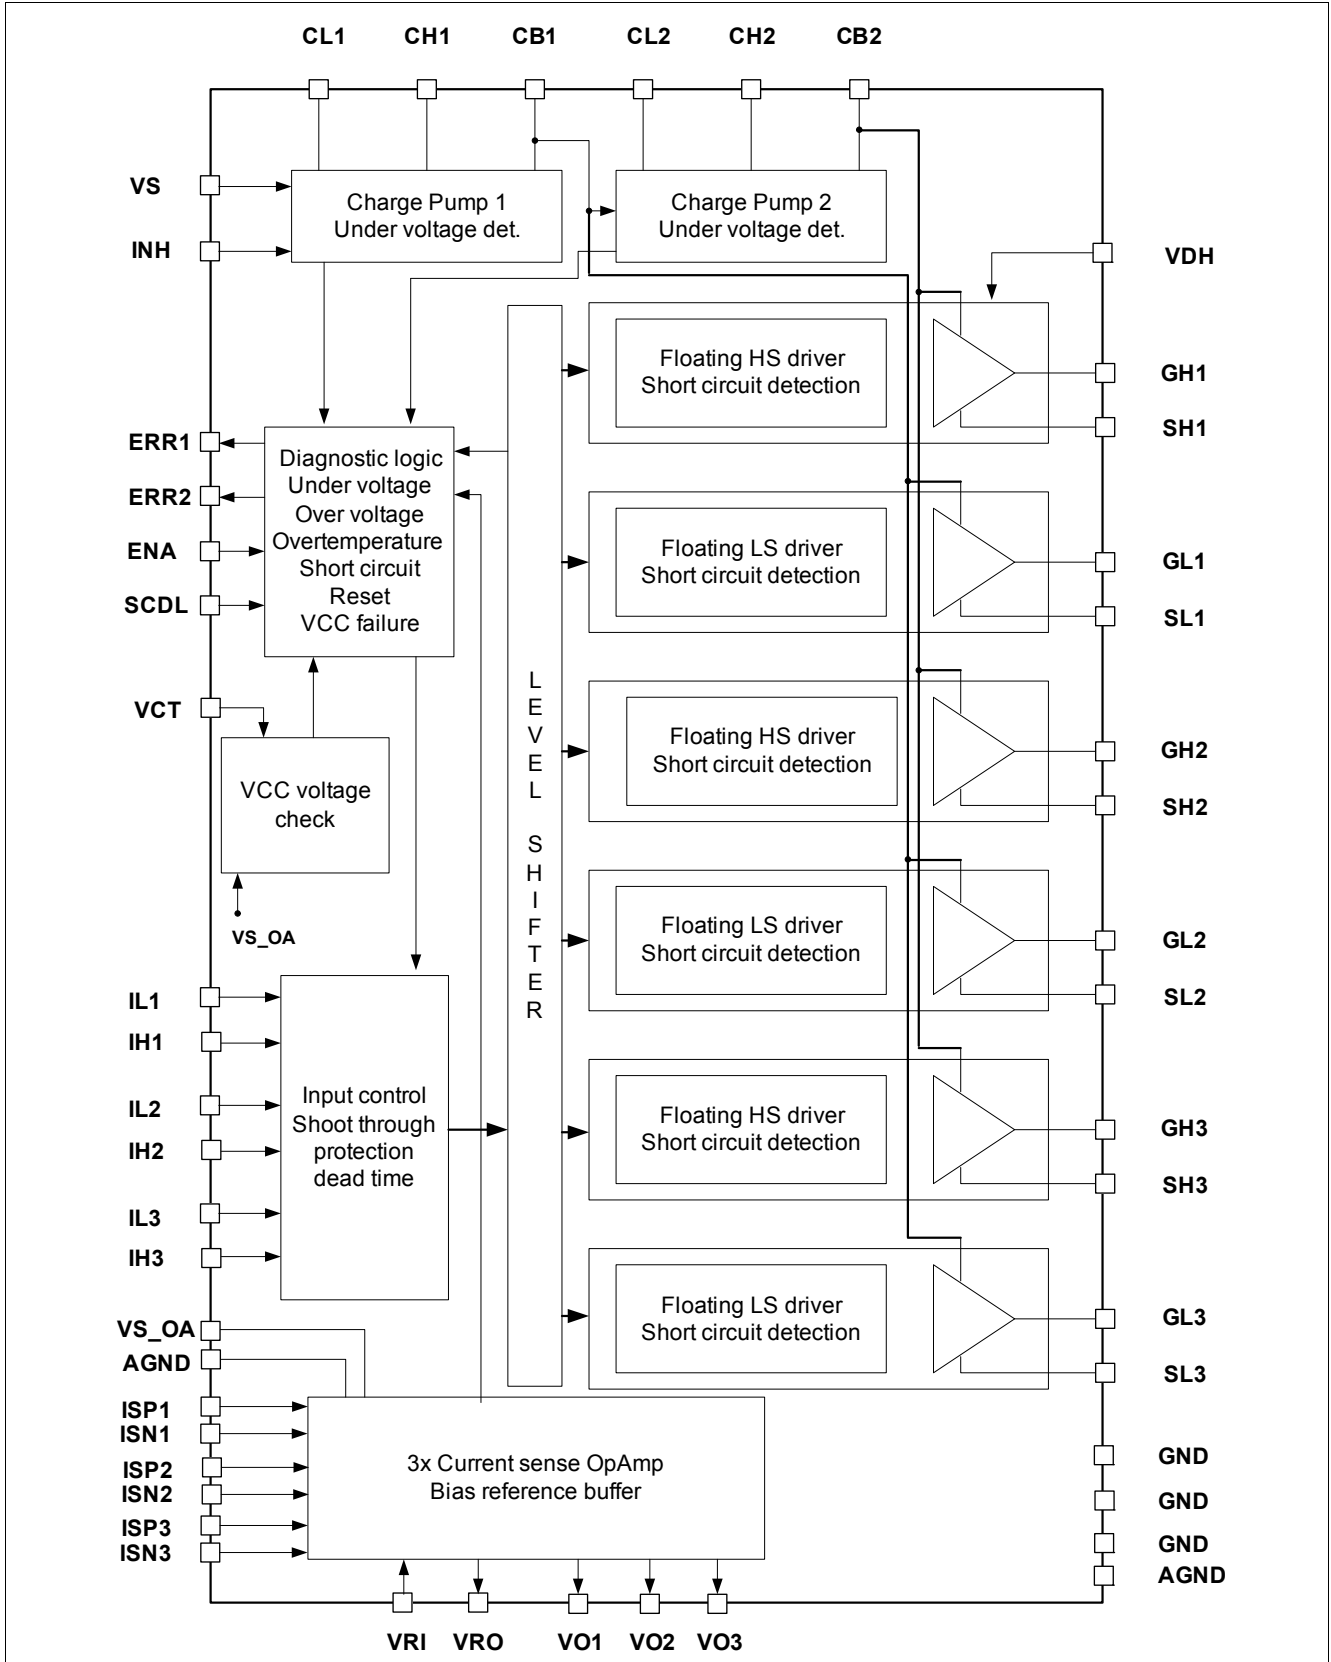 CL1 CH1 CB1 CL2 CH2 CB2
VS
INH
Charge Pump 1
Under voltage det.
Charge Pump 2
Under voltage det.
VDH
Floating HS driver
Short circuit detection
GH1
SH1
ERR1
ERR2
ENA
SCDL
Diagnostic logic
Under voltage
Over voltage
Overtemperature
Short circuit
Reset
VCC failure
Floating LS driver
Short circuit detection
GL1
SL1
VCT
VCC voltage
check
VS_OA
LEVEL SHIFTER
Floating HS driver
Short circuit detection
GH2
SH2
Floating LS driver
Short circuit detection
GL2
SL2
IL1
IH1
IL2
IH2
IL3
IH3
Input control
Shoot through
protection
dead time
Floating HS driver
Short circuit detection
GH3
SH3
Floating LS driver
Short circuit detection
GL3
SL3
VS_OA
AGND
ISP1
ISN1
ISP2
ISN2
ISP3
ISN3
3x Current sense OpAmp
Bias reference buffer
GND
GND
GND
AGND
VRI VRO VO1 VO2 VO3